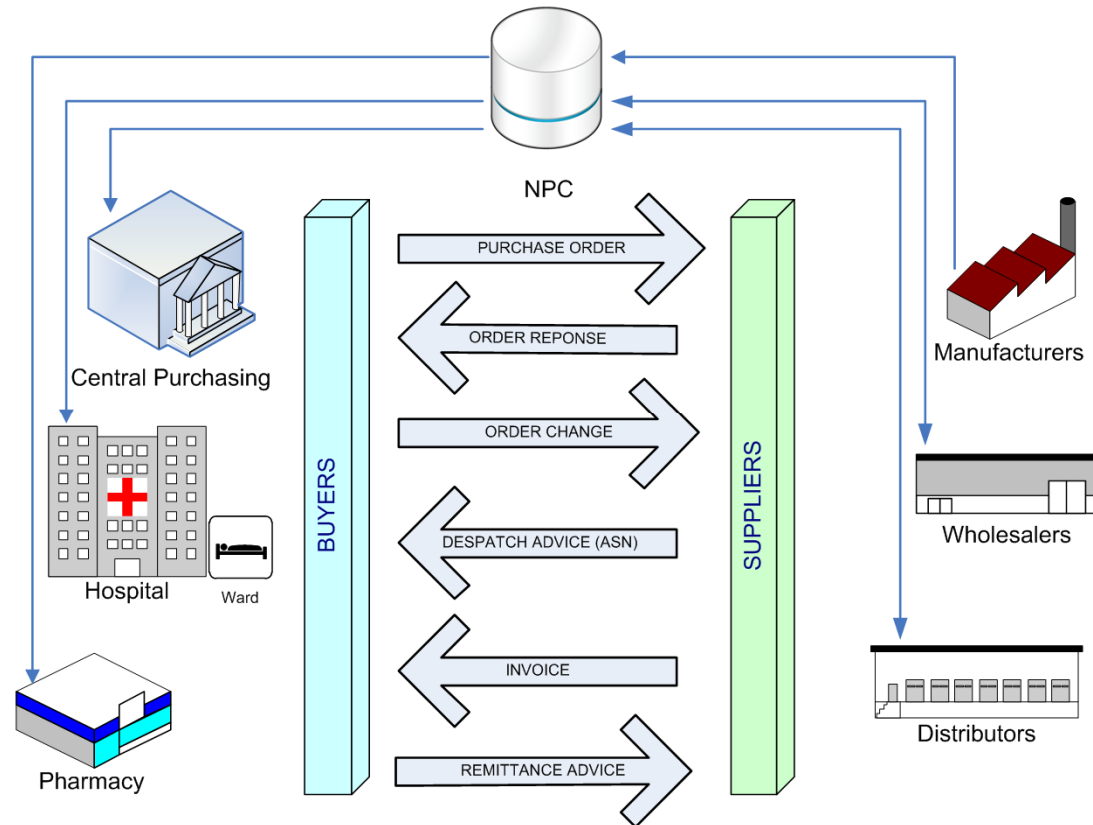 NPC
PURCHASE ORDER
ORDER REPONSE
ORDER CHANGE
DESPATCH ADVICE (ASN)
INVOICE
REMITTANCE ADVICE
BUYERS
SUPPLIERS
Central Purchasing
Hospital
Ward
Pharmacy
Manufacturers
Wholesalers
Distributors